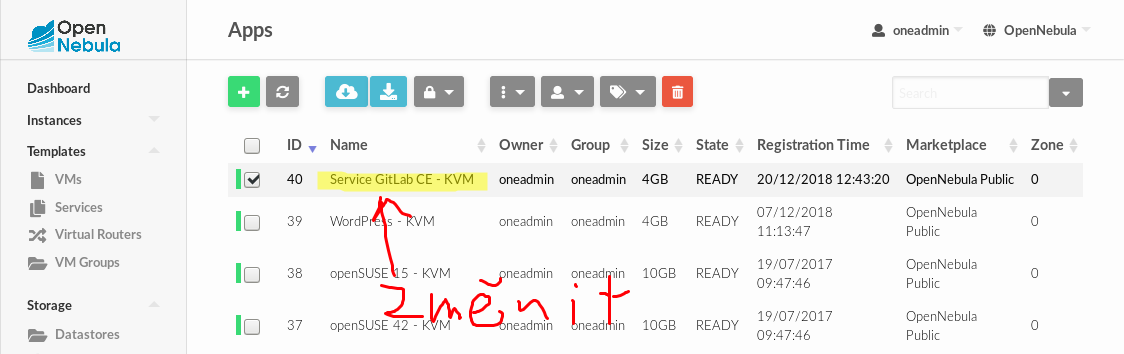 Open
Nebula
Apps
oneadmin
OpenNebula
Dashboard
Instances
Templates
VMs
Services
Virtual Routers
VM Groups
Storage
Datastores
Search
ID Name Owner Group Size State Registration Time Marketplace Zone
40 Service GitLab CE - KVM oneadmin oneadmin 4GB READY 20/12/2018 12:43:20 OpenNebula Public 0
39 WordPress - KVM oneadmin oneadmin 4GB READY 07/12/2018 11:13:47 OpenNebula Public 0
38 openSUSE 15 - KVM oneadmin oneadmin 10GB READY 19/07/2017 09:47:46 OpenNebula Public 0
změnit
37 openSUSE 42 - KVM oneadmin oneadmin 10GB READY 19/07/2017 09:47:46 OpenNebula Public 0